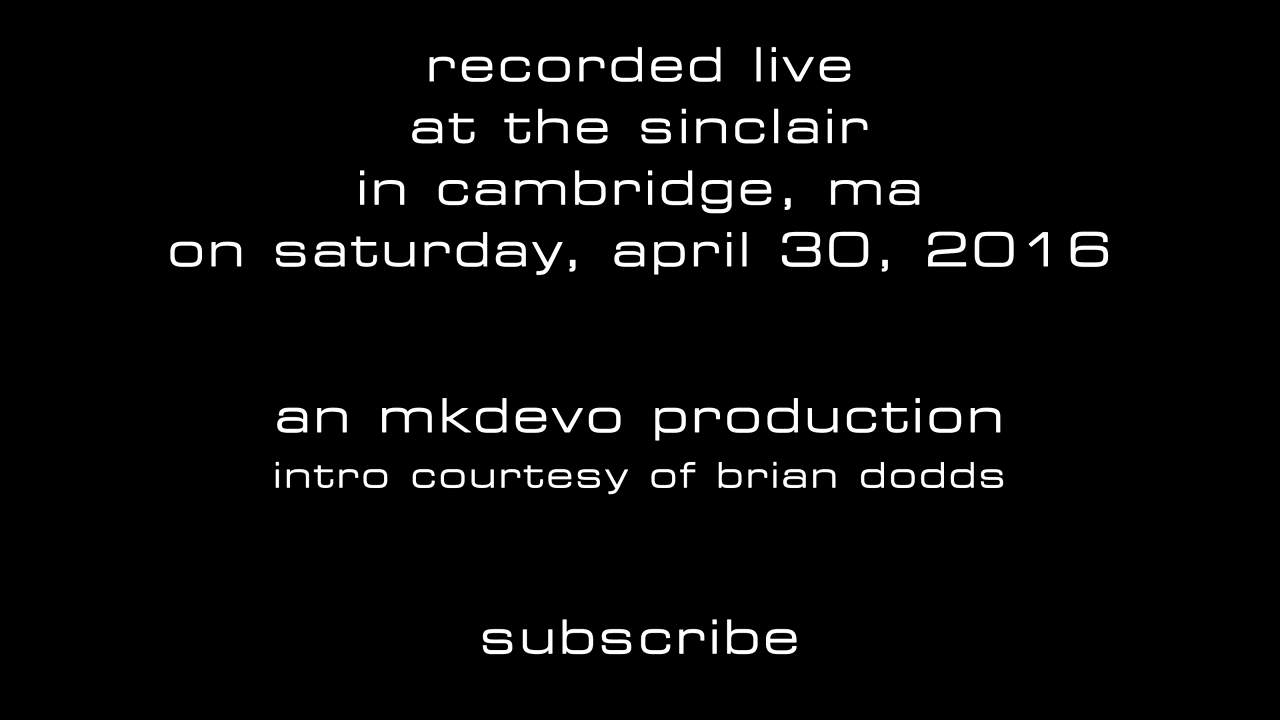 recorded live
at the sinclair
in cambridge, ma
on saturday, april 30, 2016
an mkdevo production
intro courtesy of brian dodds
subscribe